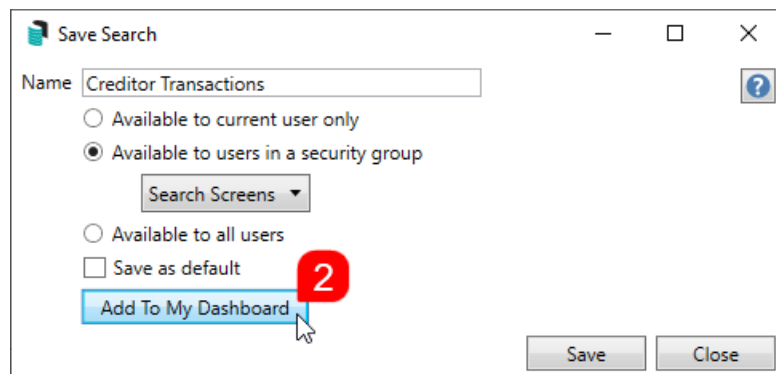 Save Search
Name Creditor Transactions
?
Available to current user only
Available to users in a security group
Search Screens
Available to all users
Save as default
2
Add To My Dashboard
Save Close